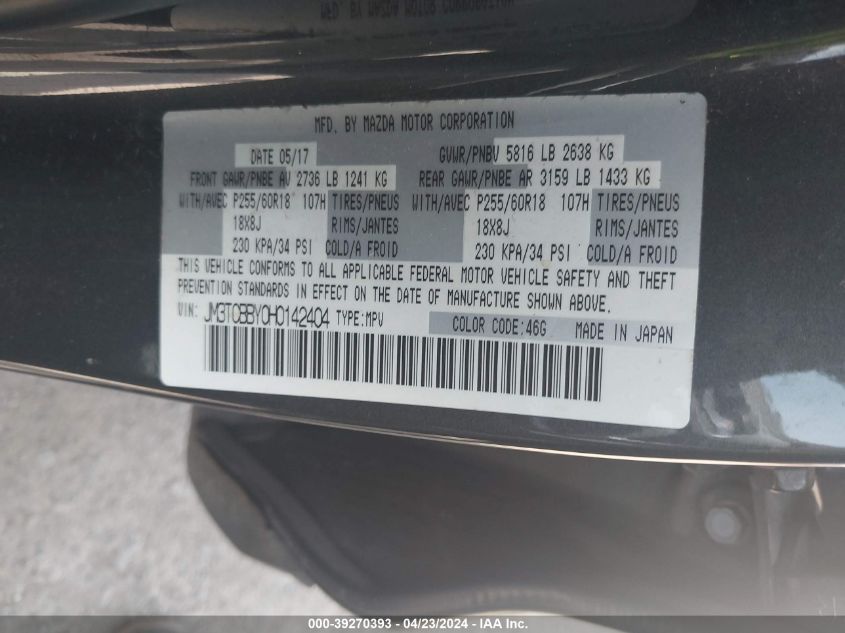 MFD. BY MAZDA MOTOR CORPORATION
DATE 05/17 GVWR/PNBV 5816 LB 2638 KG
FRONT GAWR/PNBE AV 2736 LB 1241 KG REAR GAWR/PNBE AR 3159 LB 1433 KG
WITH/AVEC P255/60R18 107H TIRES/PNEUS WITH/AVEC P255/60R18 107H TIRES/PNEUS
18X8J RIMS/JANTES 18X8J RIMS/JANTES
230 KPA/34 PSI COLD/A FROID 230 KPA/34 PSI COLD/A FROID
THIS VEHICLE CONFORMS TO ALL APPLICABLE FEDERAL MOTOR VEHICLE SAFETY AND THEFT
PREVENTION STANDARDS IN EFFECT ON THE DATE OF MANUFACTURE SHOWN ABOVE.
VIN: JM3TCBBY0H0142404 TYPE:MPV COLOR CODE:46G MADE IN JAPAN
000-39270393 - 04/23/2024 - IAA Inc.